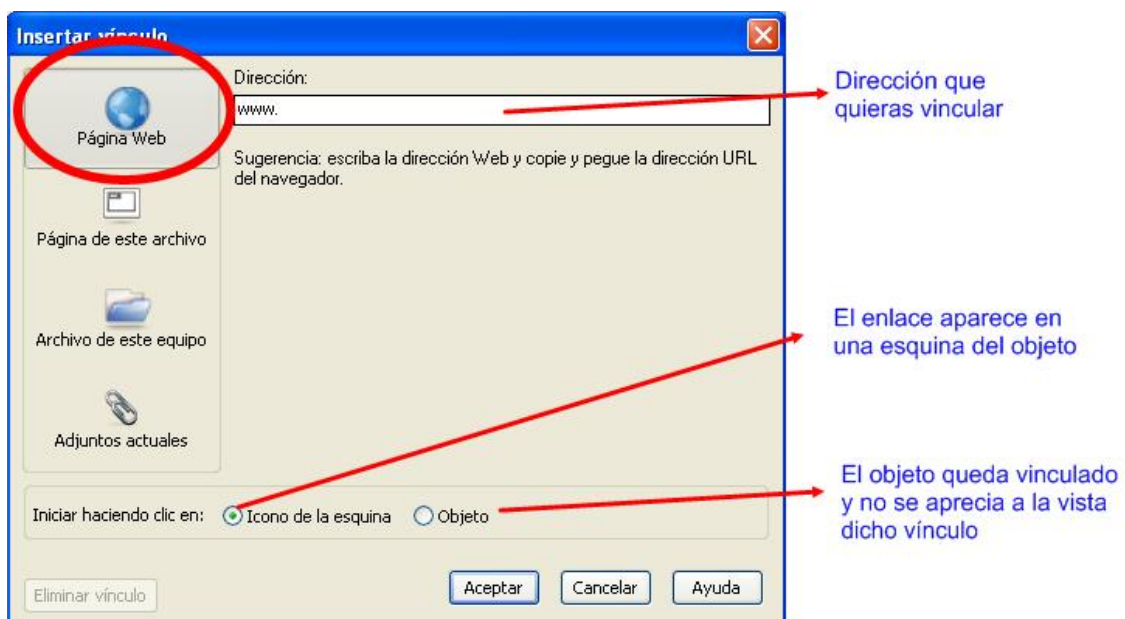 Insertar vínculo
Dirección:
www.
Página Web
Sugerencia: escriba la dirección Web y copie y pegue la dirección URL
del navegador.
Página de este archivo
Archivo de este equipo
Adjuntos actuales
Iniciar haciendo clic en:
Icono de la esquina
Objeto
Eliminar vínculo
Aceptar
Cancelar
Ayuda
Dirección que
quieras vincular
El enlace aparece en
una esquina del objeto
El objeto queda vinculado
y no se aprecia a la vista
dicho vínculo